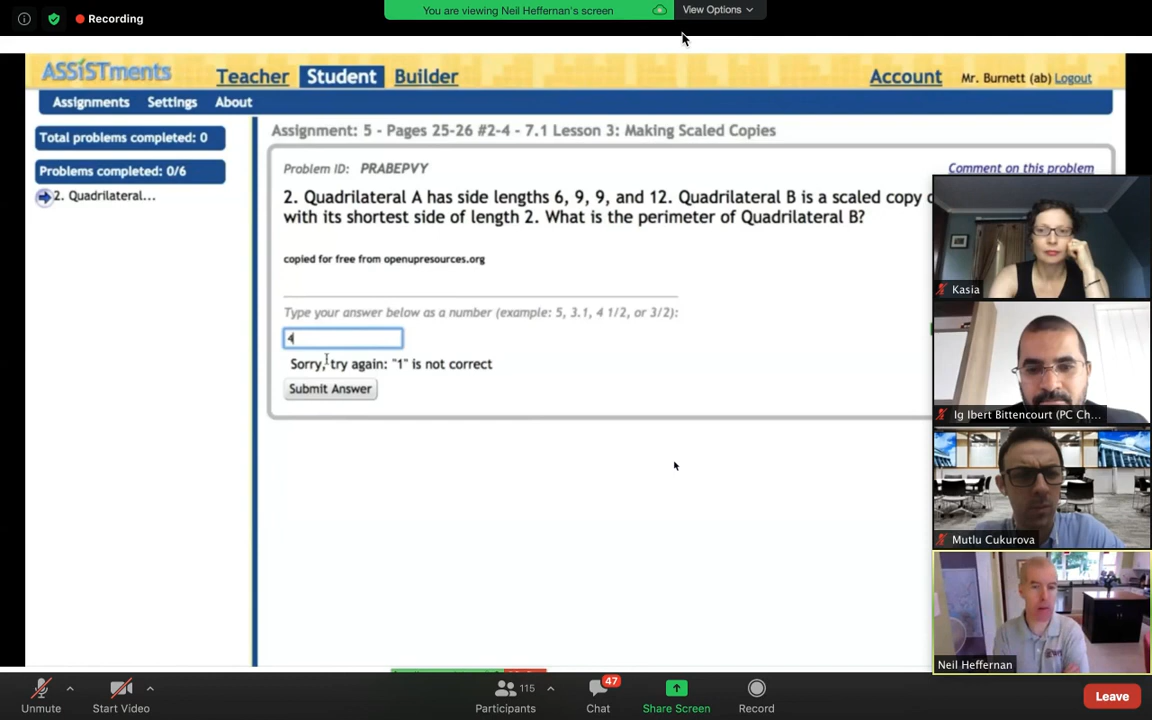 Recording
You are viewing Neil Heffernan's screen
View Options
ASSISTments
Teacher Student Builder
Account Mr. Burnett (ab) Logout
Assignments Settings About
Total problems completed: 0
Problems completed: 0/6
2. Quadrilateral...
Assignment: 5 - Pages 25-26 #2-4 - 7.1 Lesson 3: Making Scaled Copies
Problem ID: PRABEPVY
Comment on this problem
2. Quadrilateral A has side lengths 6, 9, 9, and 12. Quadrilateral B is a scaled copy
with its shortest side of length 2. What is the perimeter of Quadrilateral B?
copied for free from openupresources.org
Type your answer below as a number (example: 5, 3.1, 4 1/2, or 3/2):
4
Sorry, try again: "1" is not correct
Submit Answer
Kasia
Ig Ibert Bittencourt (PC Ch...
Mutlu Cukurova
Neil Heffernan
Unmute
Start Video
115
Participants
47
Chat
Share Screen
Record
Leave